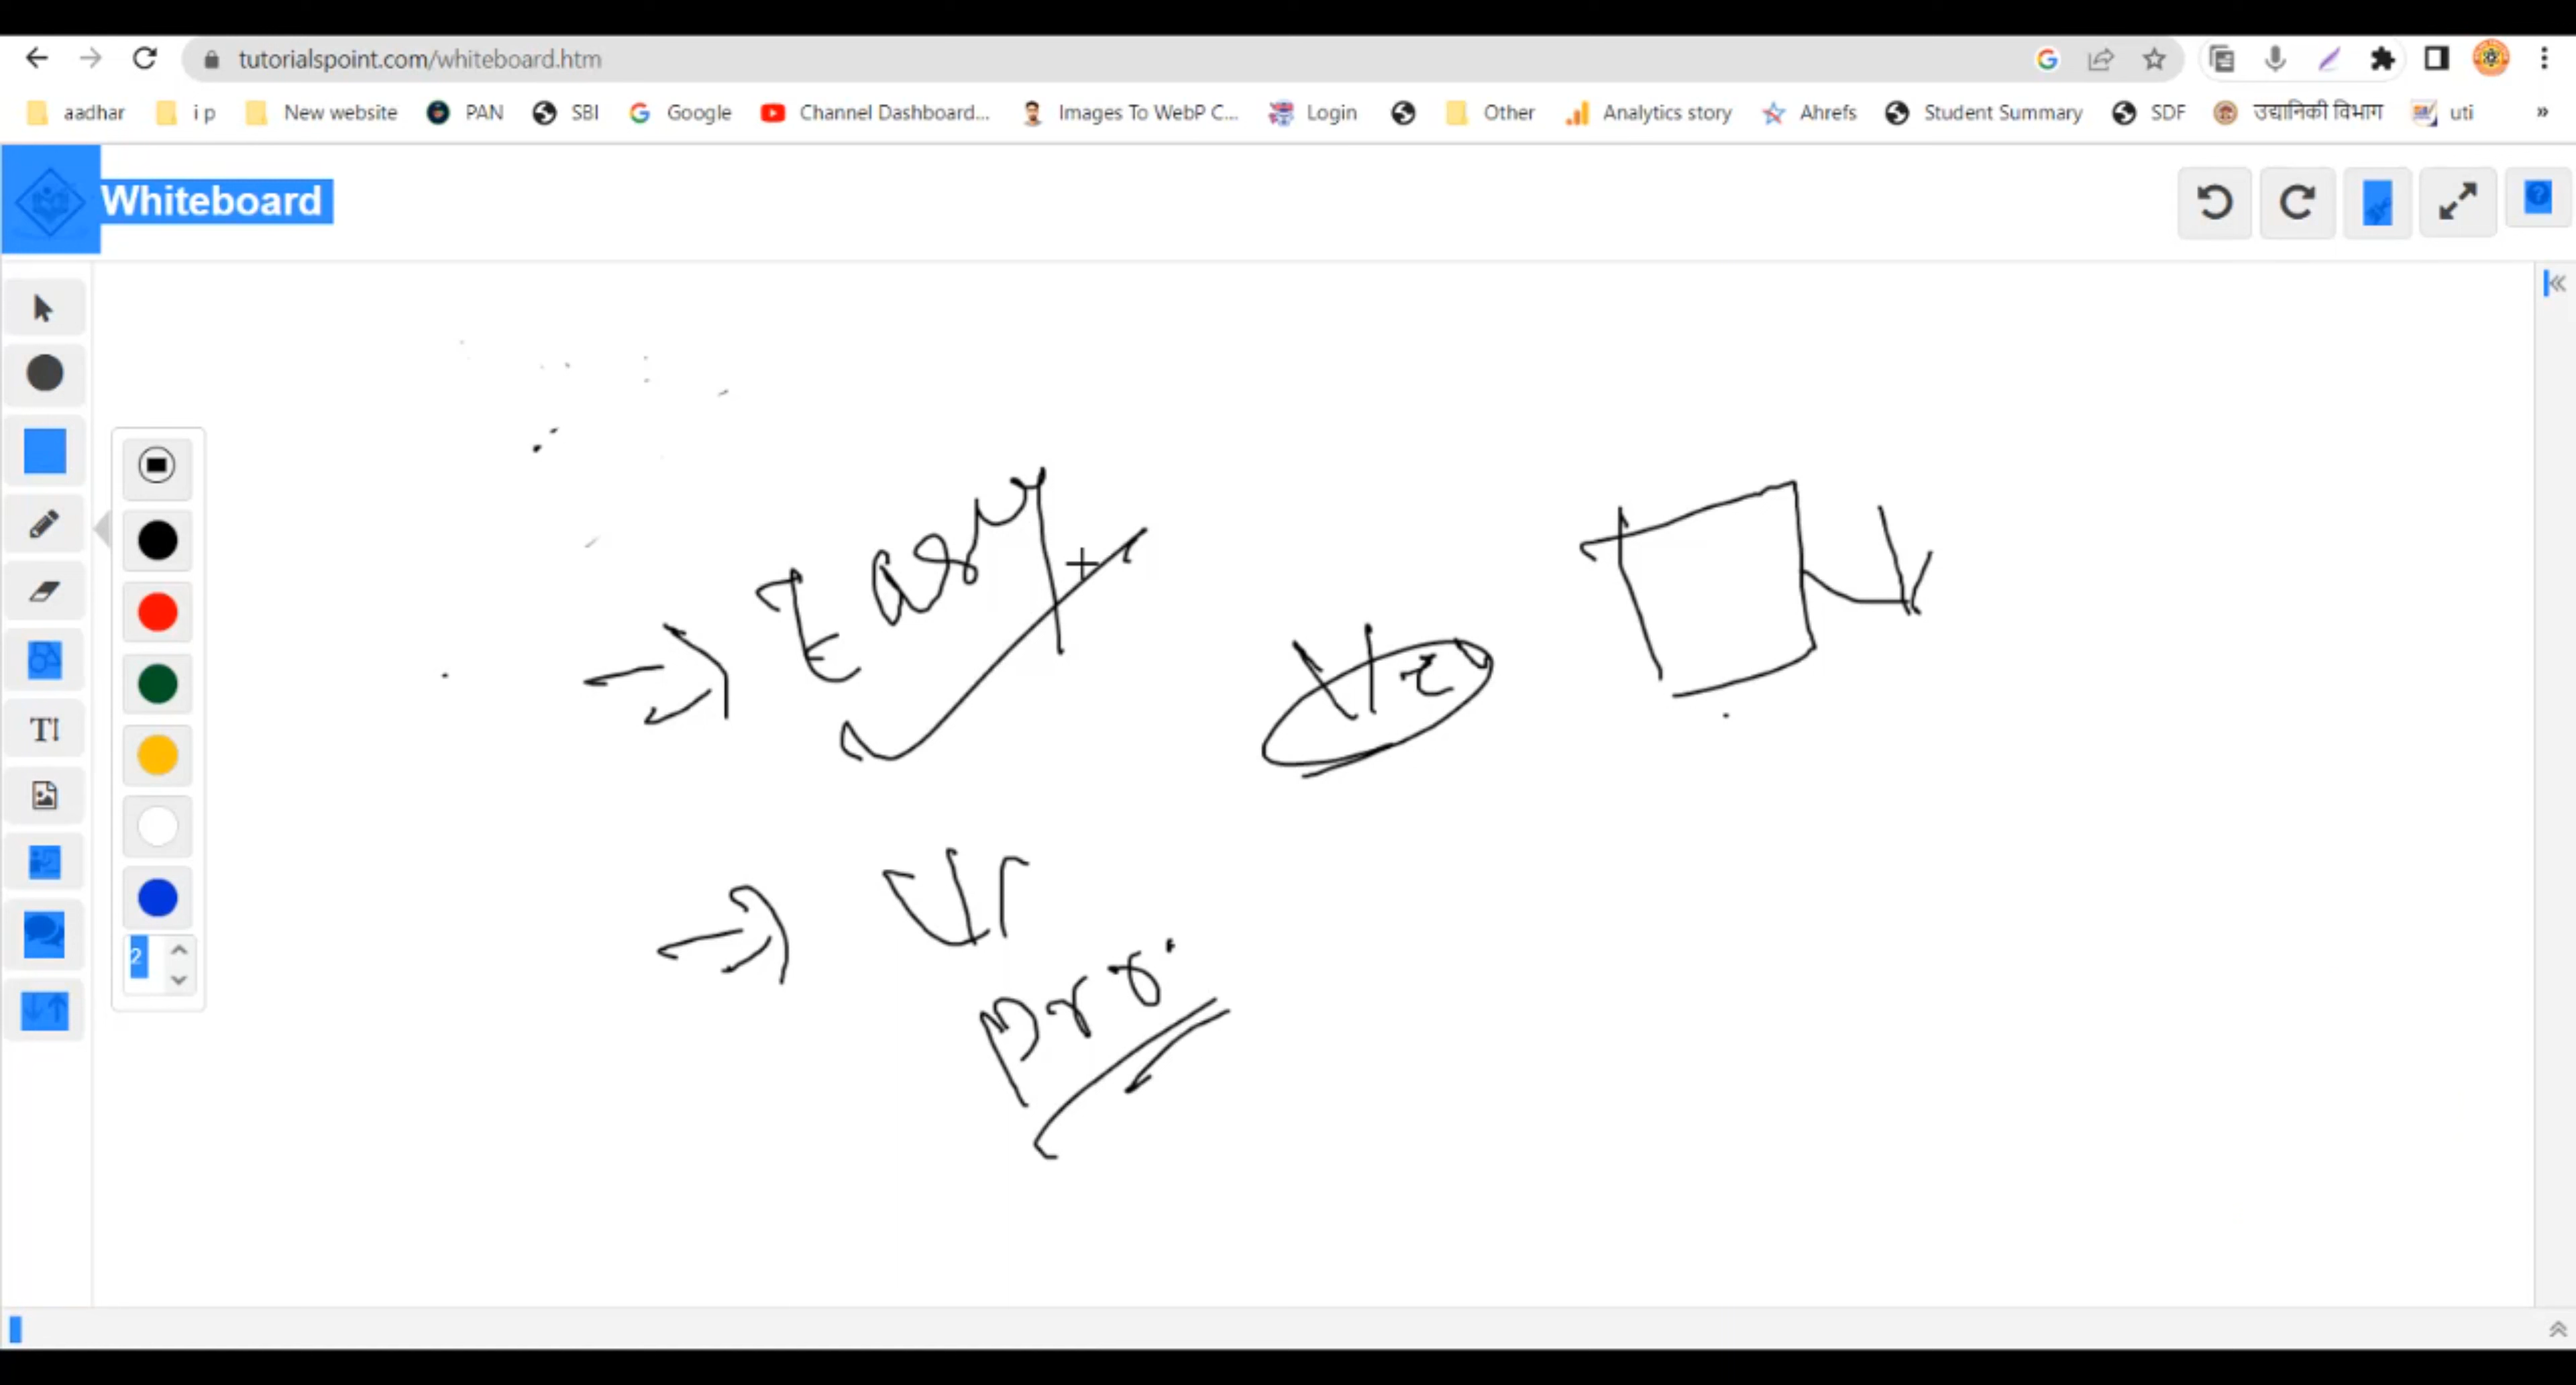 tutorialspoint.com/whiteboard.htm
aadhar i p New website PAN SBI Google Channel Dashboard... Images To WebP C... Login Other Analytics story Ahrefs Student Summary SDF उद्यानिकी विभाग uti »
Whiteboard
Easy
T
2